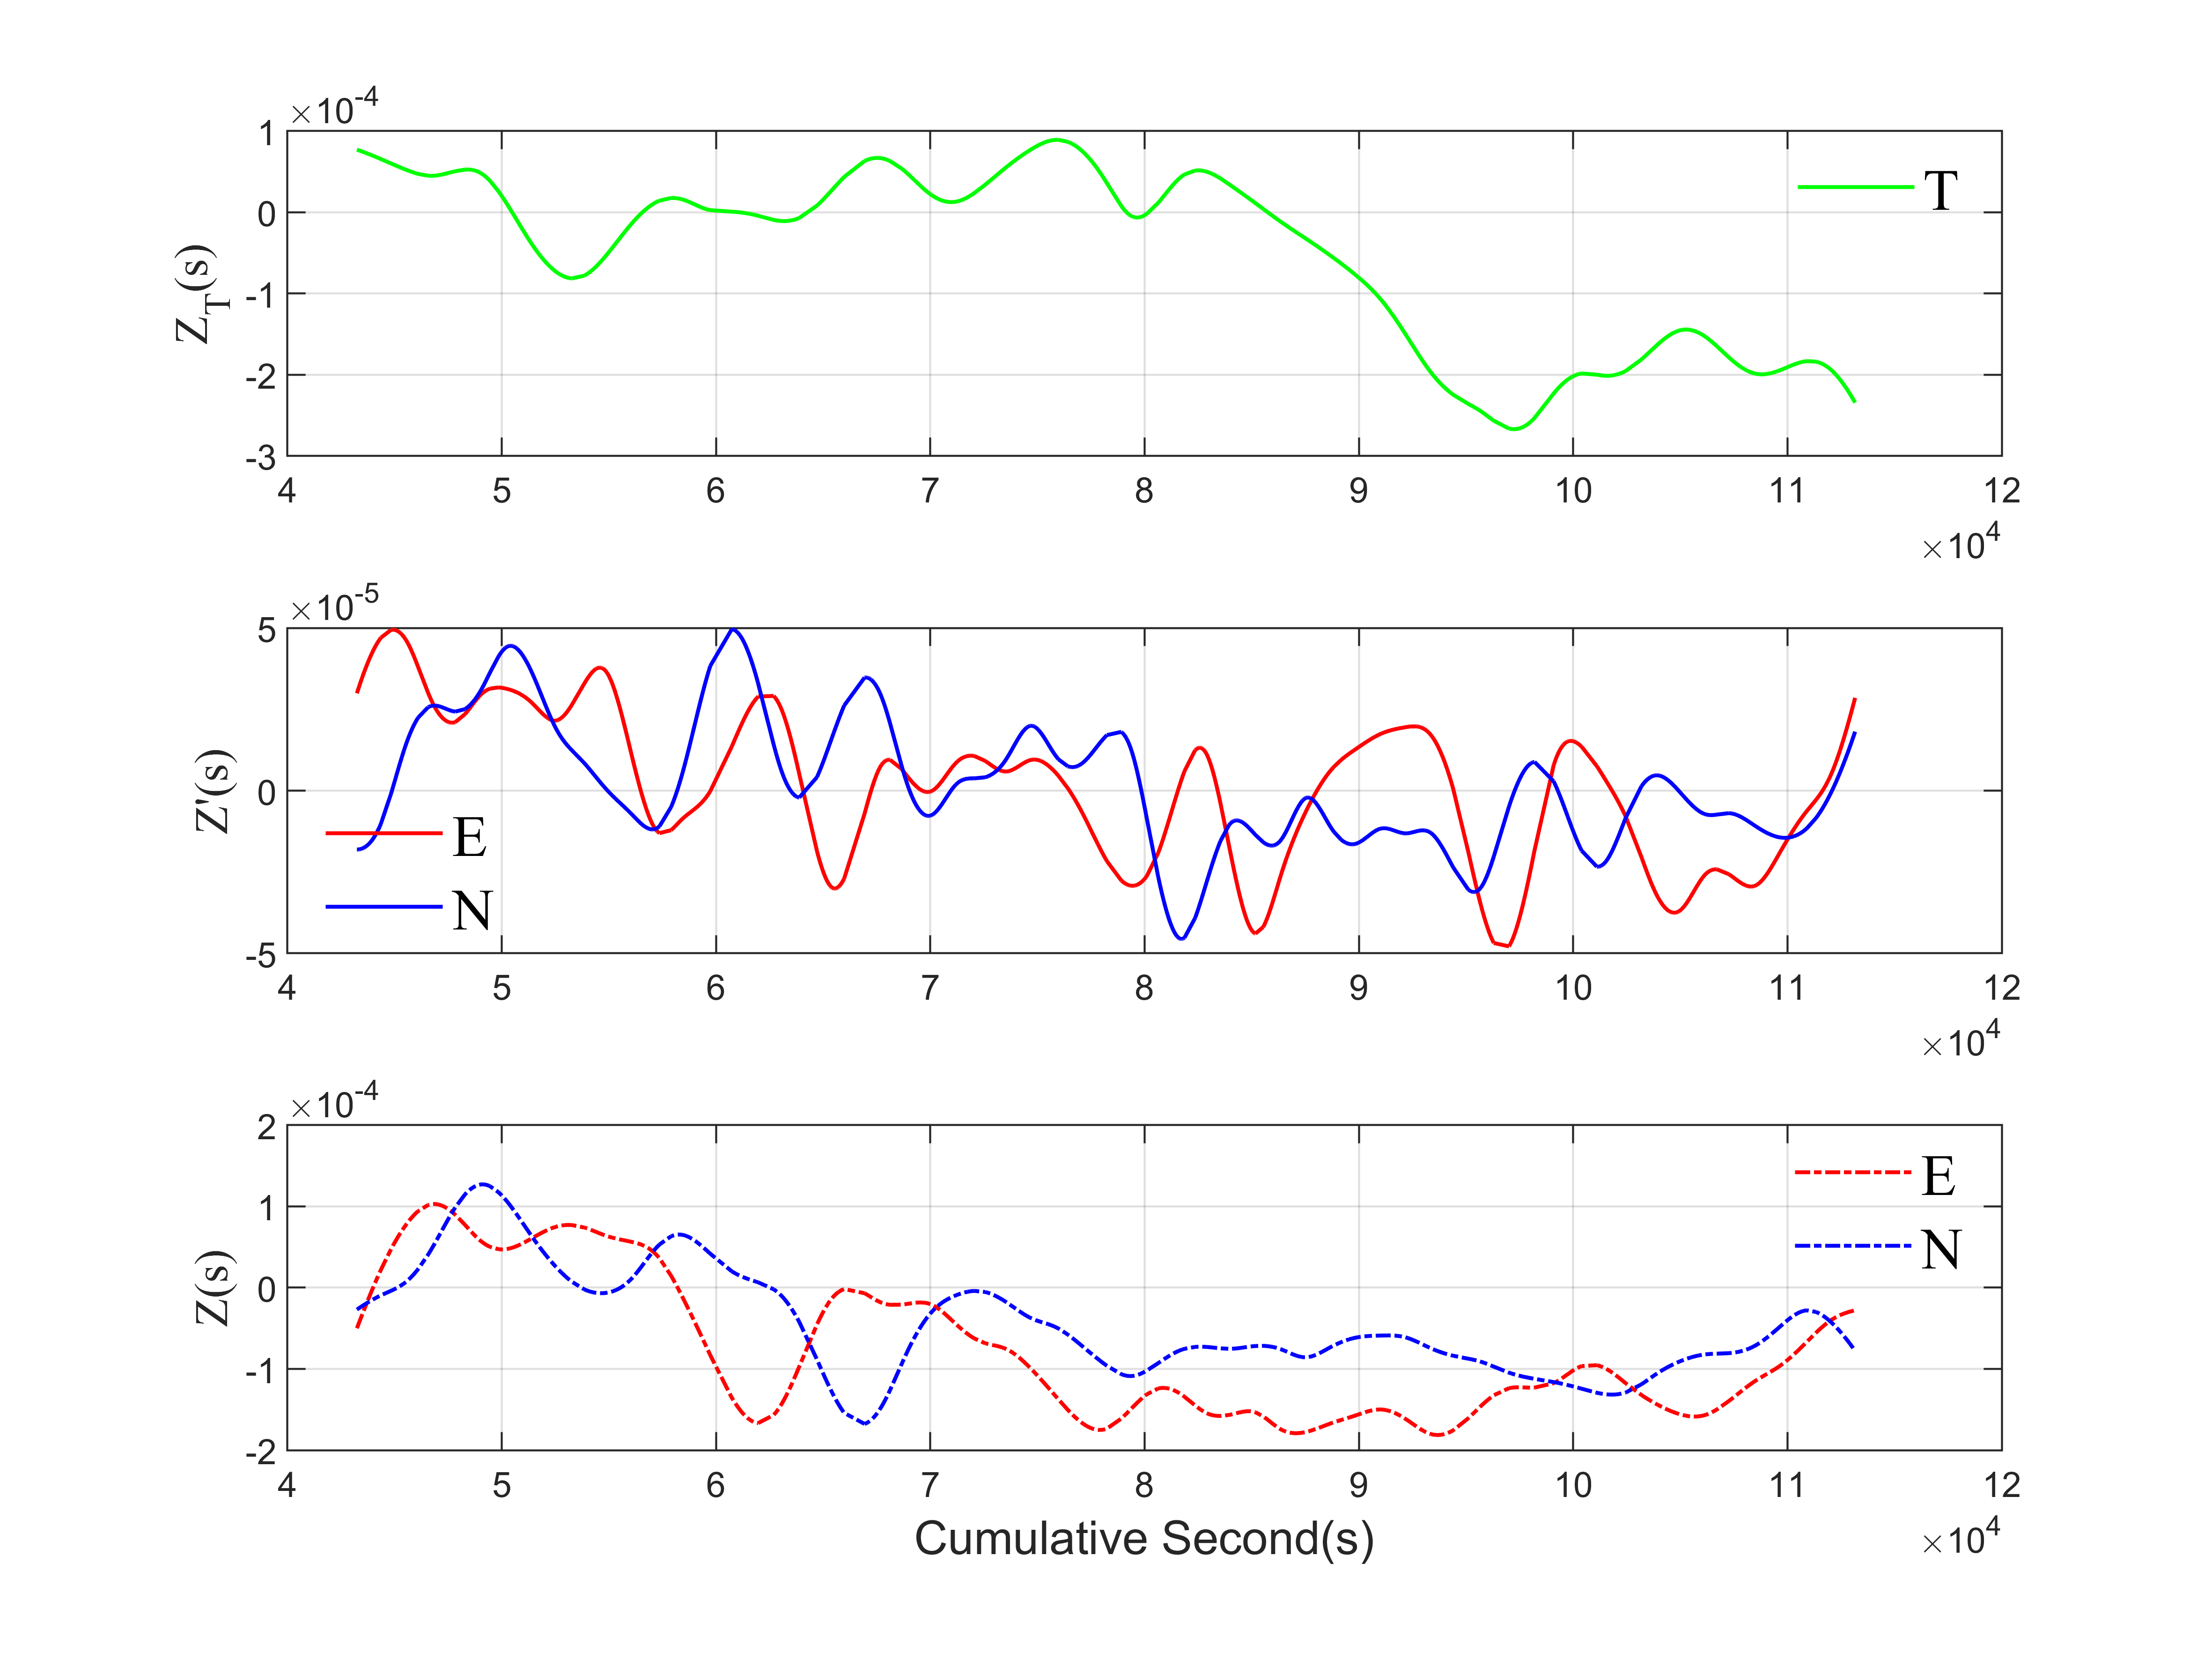 ×10-4
1
0
-1
-2
-3
Z_T(s)
T
4 5 6 7 8 9 10 11 12
×10^4
×10^-5
5
0
-5
Z'(s)
E
N
4 5 6 7 8 9 10 11 12
×10^4
×10^-4
2
1
0
-1
-2
Z(s)
E
N
4 5 6 7 8 9 10 11 12
Cumulative Second(s)
×10^4